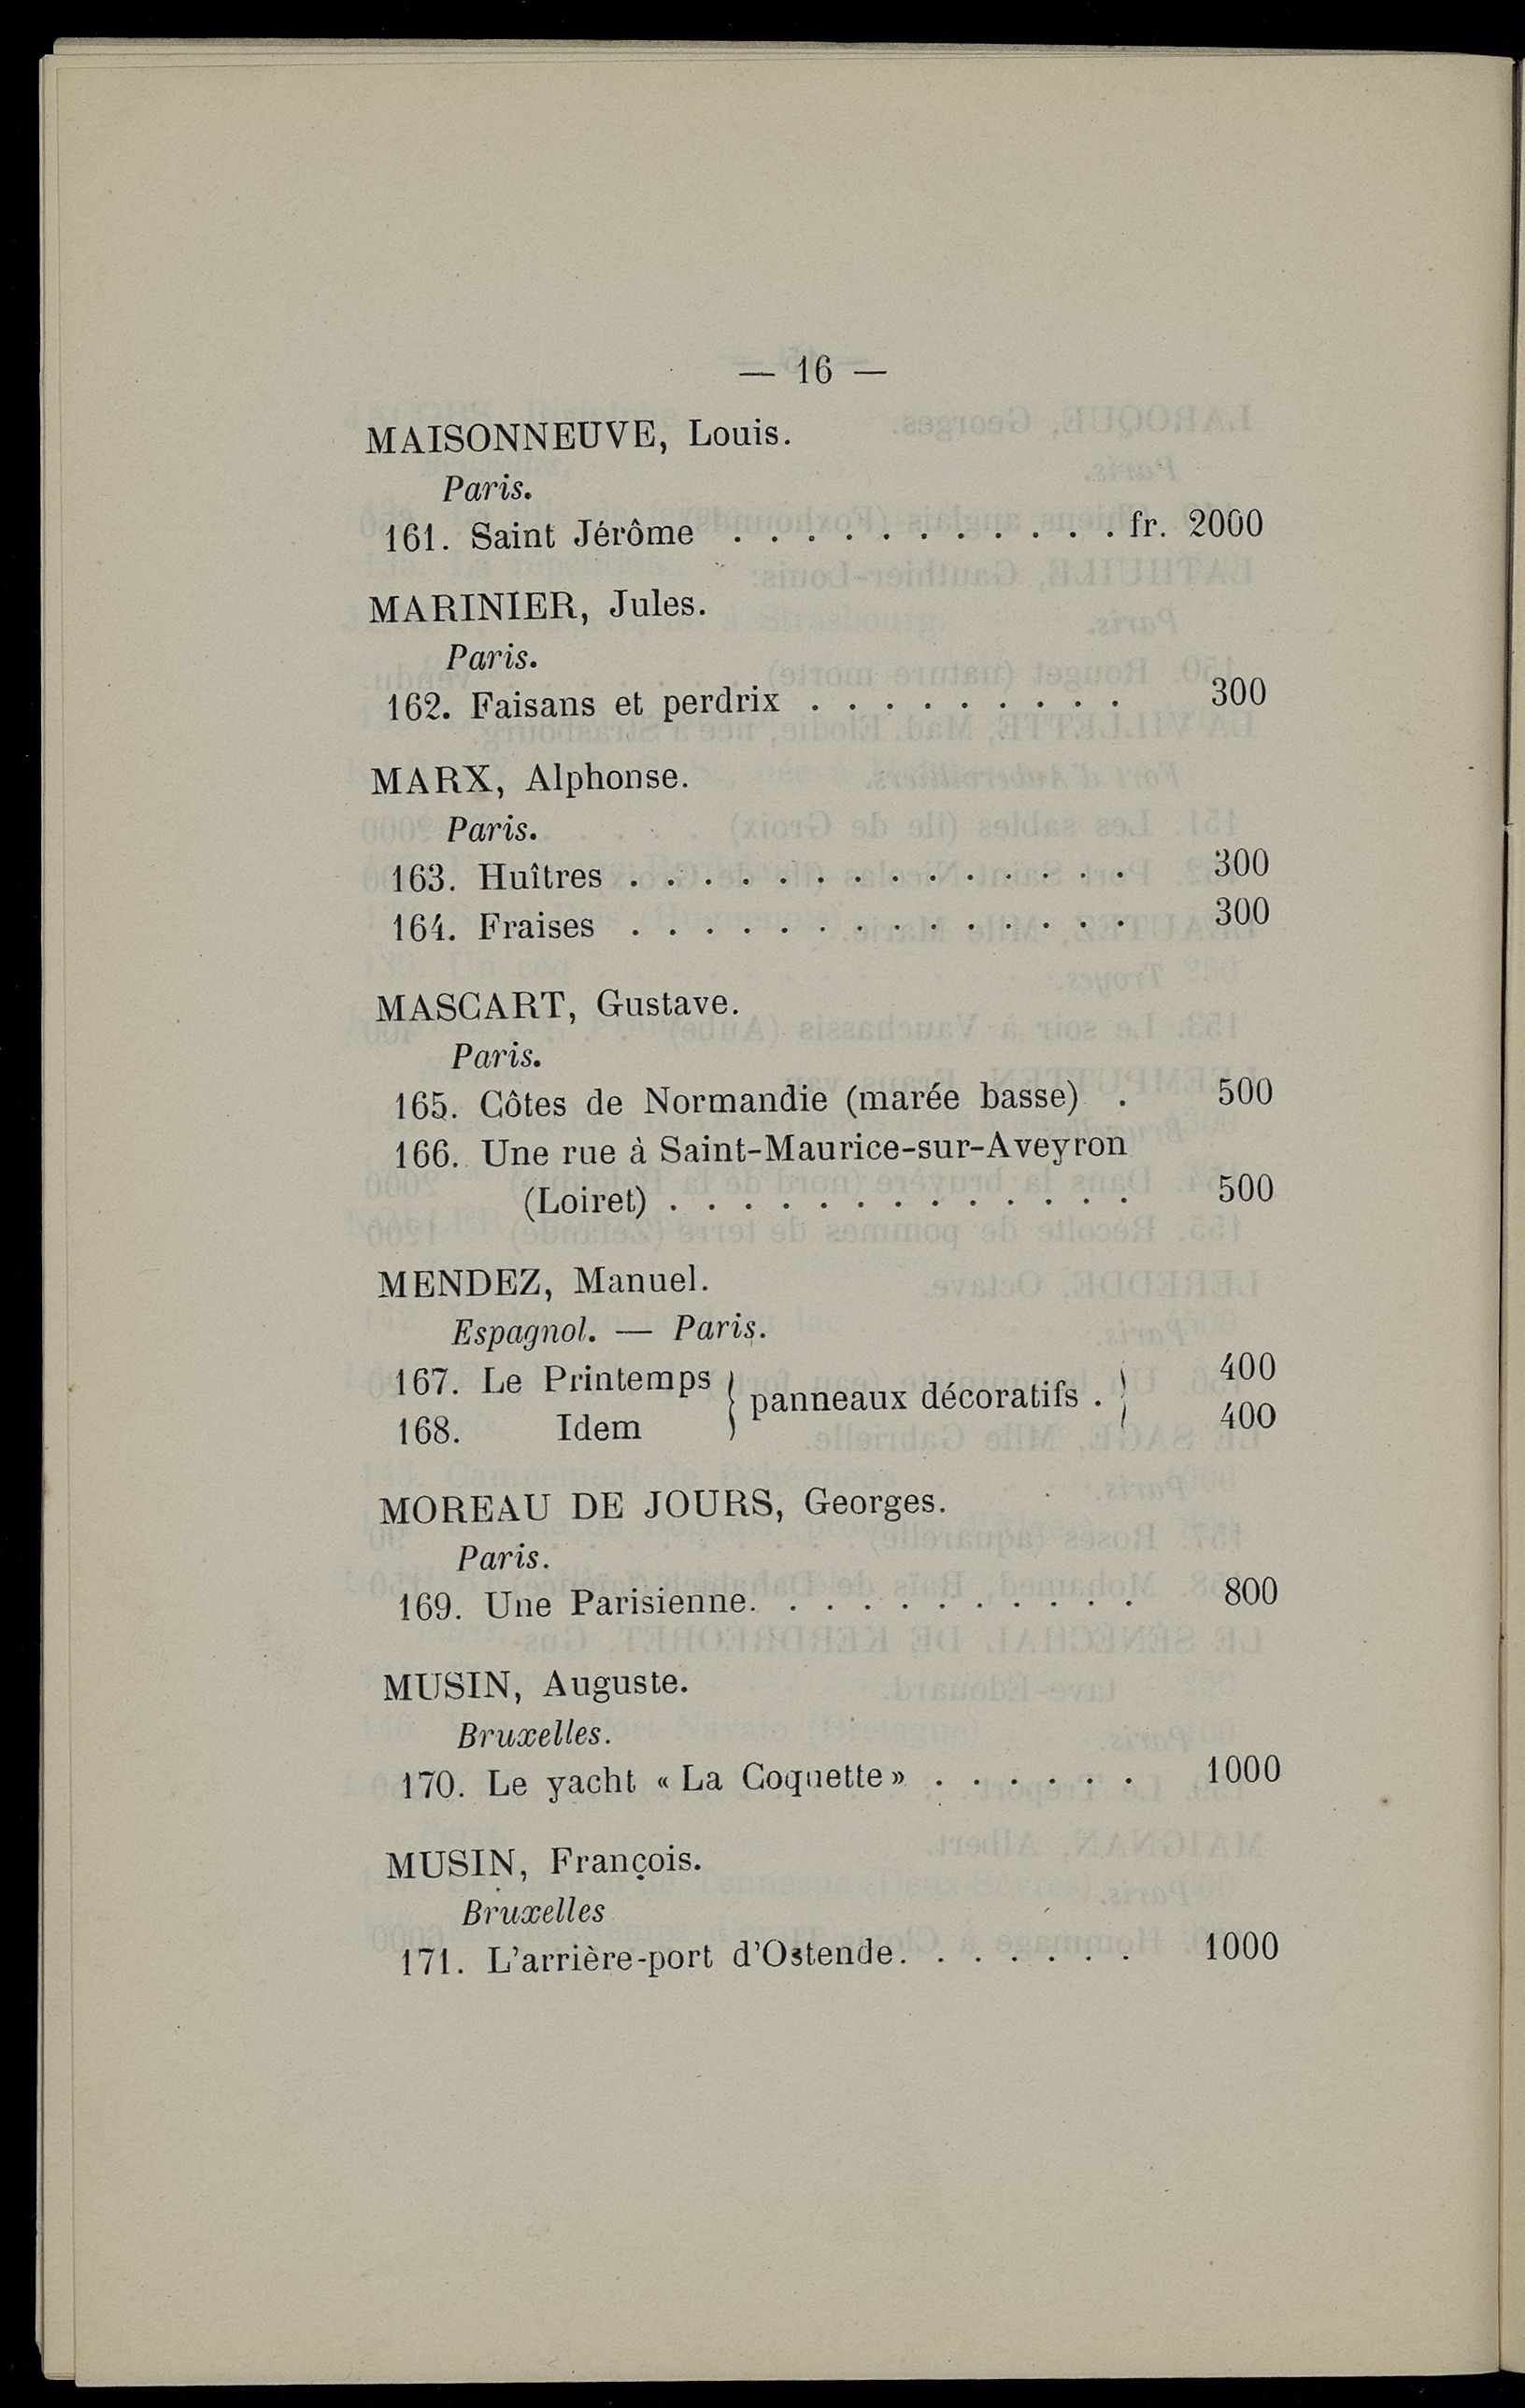 — 16 —
MAISONNEUVE, Louis.
Paris.
161. Saint Jérôme . . . . . . . . . . . fr. 2000
MARINIER, Jules.
Paris.
162. Faisans et perdrix . . . . . . . . . 300
MARX, Alphonse.
Paris.
163. Huîtres . . . . . . . . . . . . . . 300
164. Fraises . . . . . . . . . . . . . . 300
MASCART, Gustave.
Paris.
165. Côtes de Normandie (marée basse) . 500
166. Une rue à Saint-Maurice-sur-Aveyron
(Loiret) . . . . . . . . . . . . . 500
MENDEZ, Manuel.
Espagnol. — Paris.
167. Le Printemps } panneaux décoratifs . } 400
168. Idem 400
MOREAU DE JOURS, Georges.
Paris.
169. Une Parisienne. . . . . . . . . . . 800
MUSIN, Auguste.
Bruxelles.
170. Le yacht « La Coquette » . . . . . . 1000
MUSIN, François.
Bruxelles
171. L'arrière-port d'Ostende. . . . . . . 1000